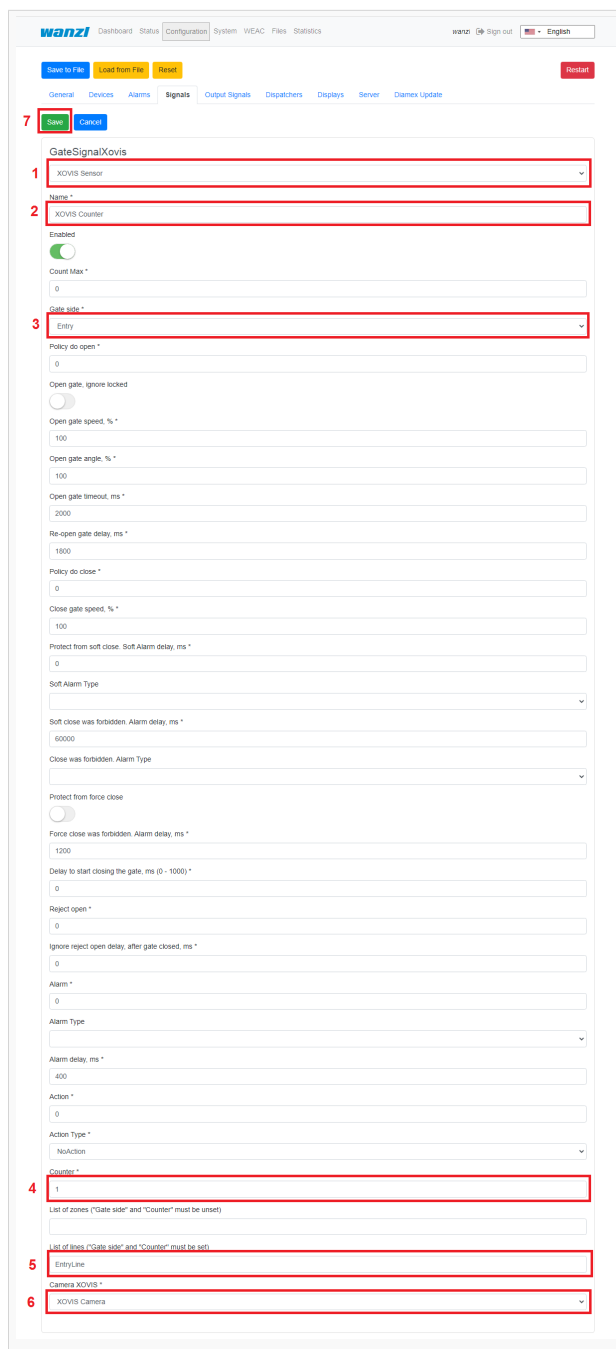 wanzl Dashboard Status Configuration System WEAC Files Statistics wanzl Sign out English
Save to File Load from File Reset Restart
General Devices Alarms Signals Output Signals Dispatchers Displays Server Diamex Update
7 Save Cancel
GateSignalXovis
1 XOVIS Sensor
Name *
2 XOVIS Counter
Enabled
Count Max *
0
Gate side *
3 Entry
Policy do open *
0
Open gate, ignore locked
Open gate speed, % *
100
Open gate angle, % *
100
Open gate timeout, ms *
2000
Re-open gate delay, ms *
1800
Policy do close *
0
Close gate speed, % *
100
Protect from soft close. Soft Alarm delay, ms *
0
Soft Alarm Type
Soft close was forbidden. Alarm delay, ms *
60000
Close was forbidden. Alarm Type
Protect from force close
Force close was forbidden. Alarm delay, ms *
1200
Delay to start closing the gate, ms (0 - 1000) *
0
Reject open *
0
Ignore reject open delay, after gate closed, ms *
0
Alarm *
0
Alarm Type
Alarm delay, ms *
400
Action *
0
Action Type *
NoAction
Counter *
4 1
List of zones ("Gate side" and "Counter" must be unset)
List of lines ("Gate side" and "Counter" must be set)
5 EntryLine
Camera XOVIS *
6 XOVIS Camera